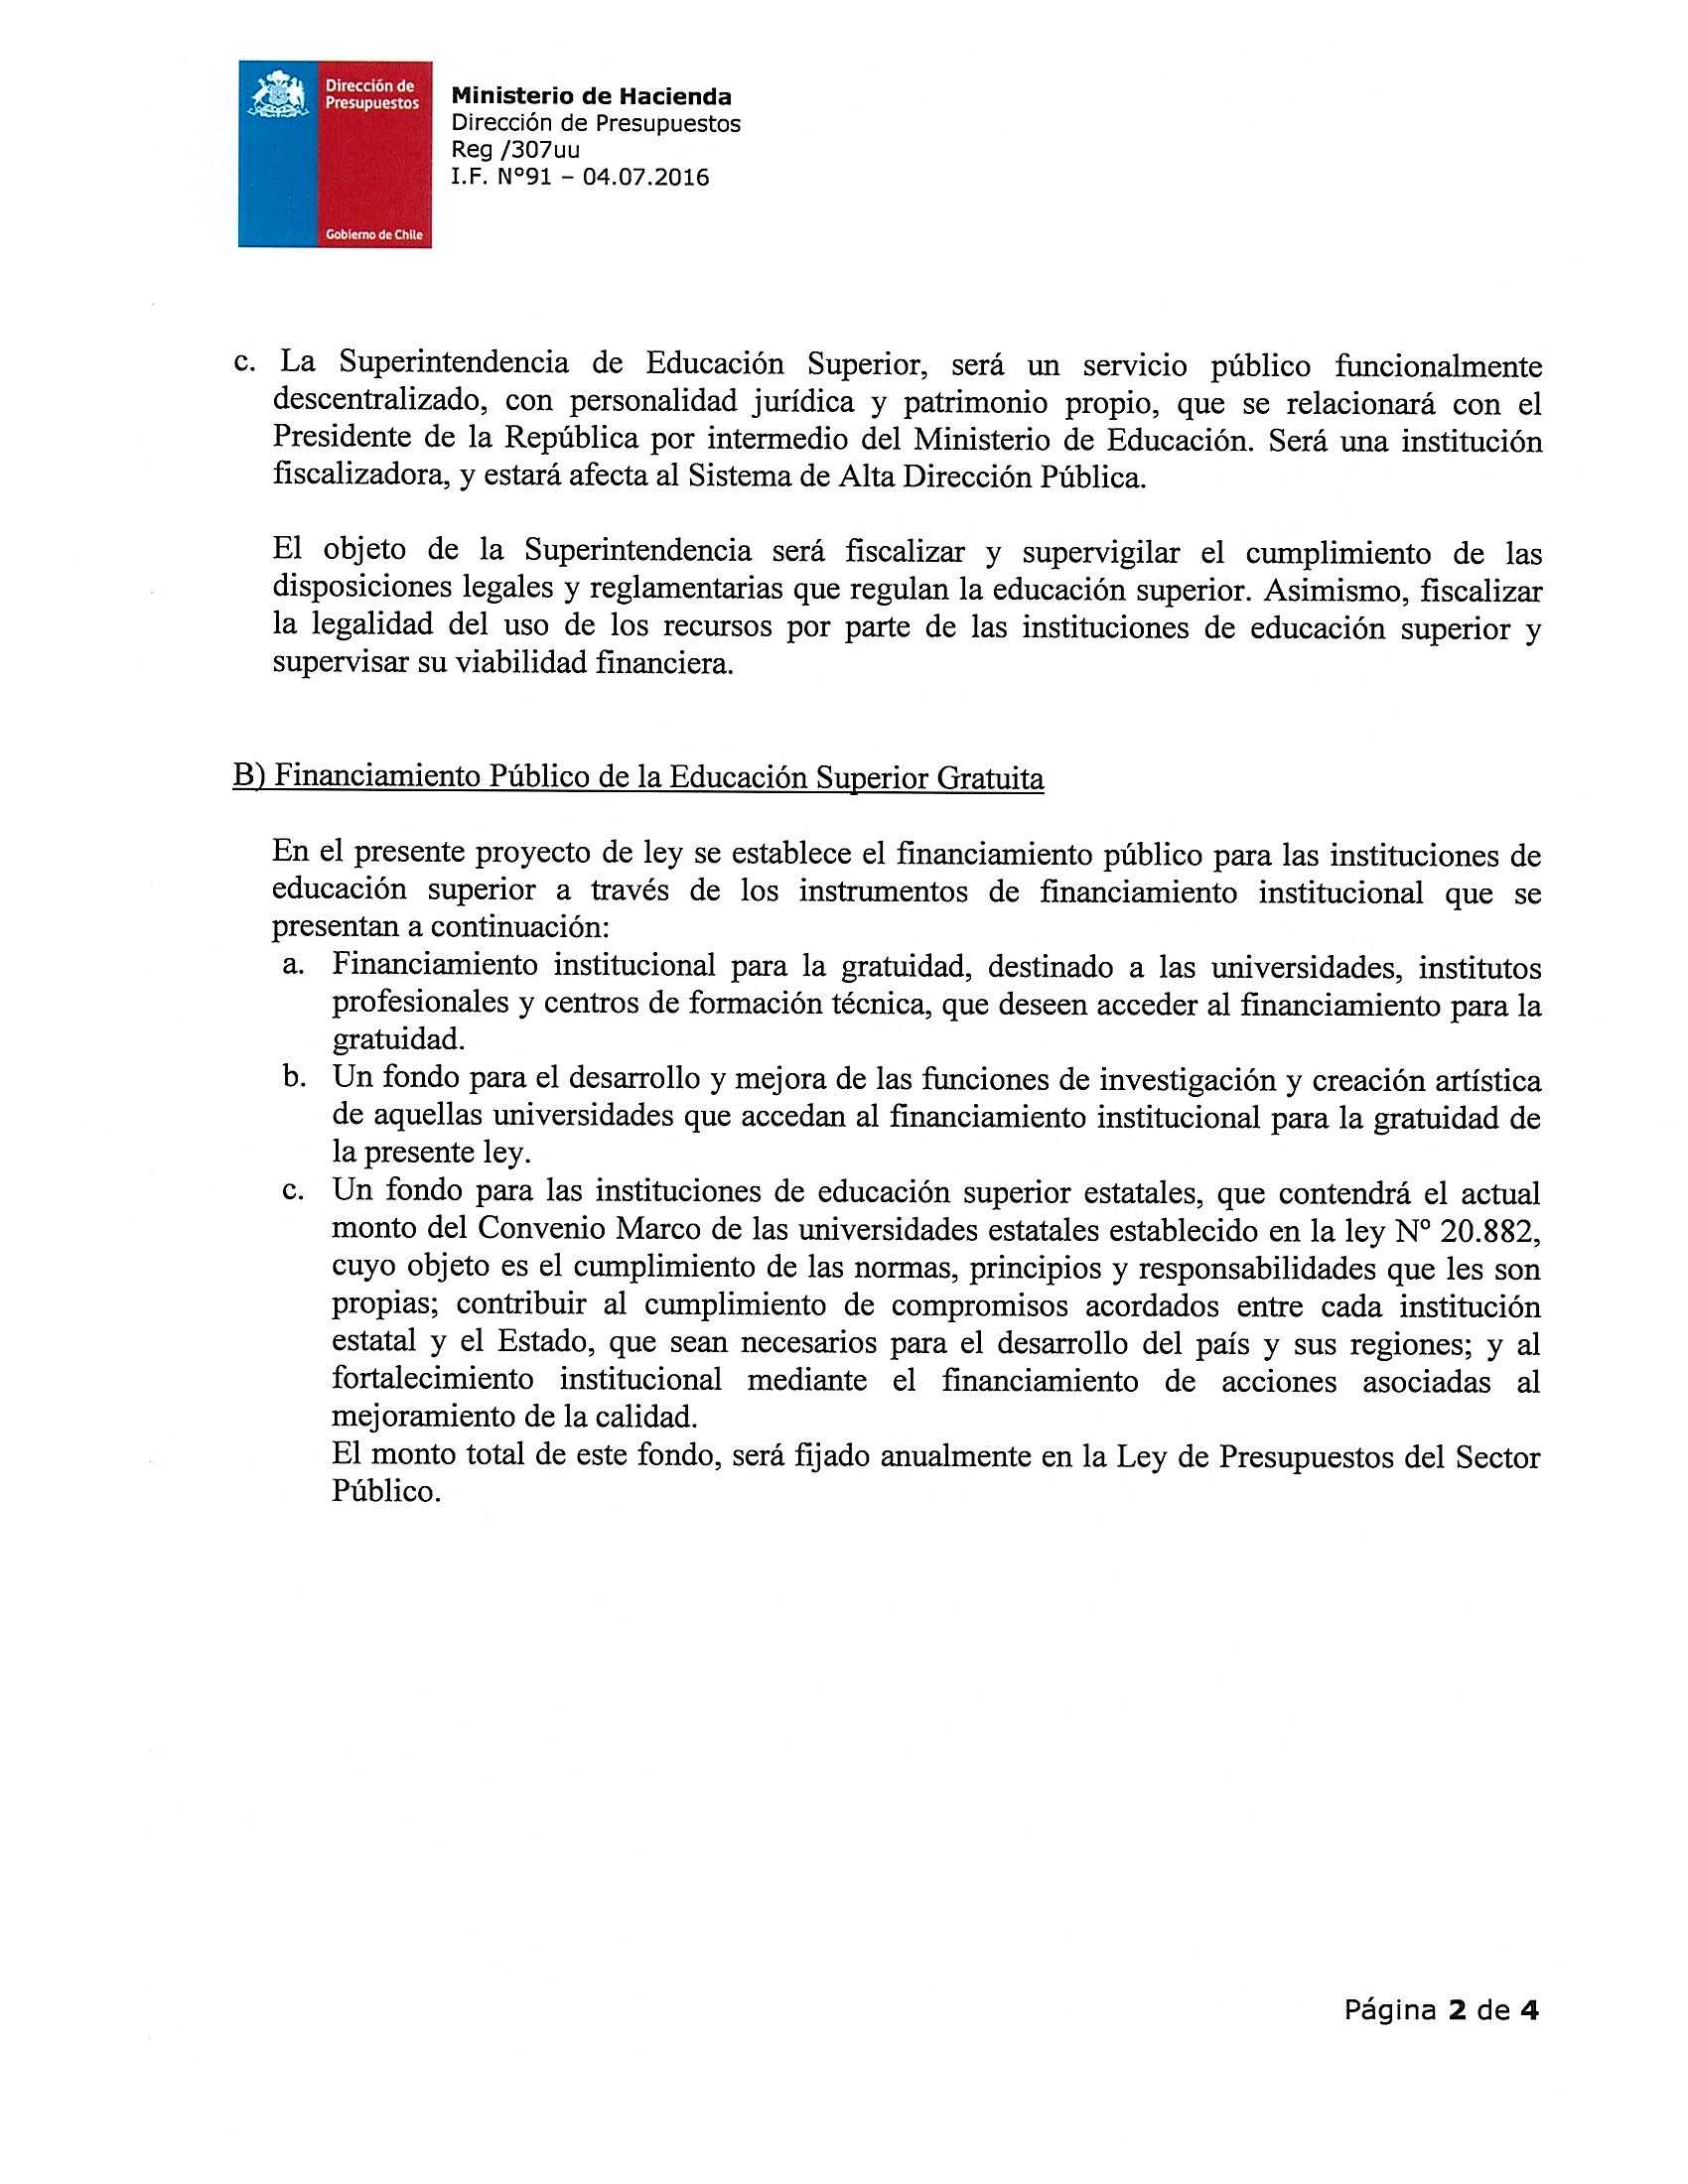 Dirección de
Presupuestos
Gobierno de Chile
Ministerio de Hacienda
Dirección de Presupuestos
Reg /307uu
I.F. N°91 – 04.07.2016
c. La Superintendencia de Educación Superior, será un servicio público funcionalmente
descentralizado, con personalidad jurídica y patrimonio propio, que se relacionará con el
Presidente de la República por intermedio del Ministerio de Educación. Será una institución
fiscalizadora, y estará afecta al Sistema de Alta Dirección Pública.
El objeto de la Superintendencia será fiscalizar y supervigilar el cumplimiento de las
disposiciones legales y reglamentarias que regulan la educación superior. Asimismo, fiscalizar
la legalidad del uso de los recursos por parte de las instituciones de educación superior y
supervisar su viabilidad financiera.
B) Financiamiento Público de la Educación Superior Gratuita
En el presente proyecto de ley se establece el financiamiento público para las instituciones de
educación superior a través de los instrumentos de financiamiento institucional que se
presentan a continuación:
a. Financiamiento institucional para la gratuidad, destinado a las universidades, institutos
profesionales y centros de formación técnica, que deseen acceder al financiamiento para la
gratuidad.
b. Un fondo para el desarrollo y mejora de las funciones de investigación y creación artística
de aquellas universidades que accedan al financiamiento institucional para la gratuidad de
la presente ley.
c. Un fondo para las instituciones de educación superior estatales, que contendrá el actual
monto del Convenio Marco de las universidades estatales establecido en la ley Nº 20.882,
cuyo objeto es el cumplimiento de las normas, principios y responsabilidades que les son
propias; contribuir al cumplimiento de compromisos acordados entre cada institución
estatal y el Estado, que sean necesarios para el desarrollo del país y sus regiones; y al
fortalecimiento institucional mediante el financiamiento de acciones asociadas al
mejoramiento de la calidad.
El monto total de este fondo, será fijado anualmente en la Ley de Presupuestos del Sector
Público.
Página 2 de 4